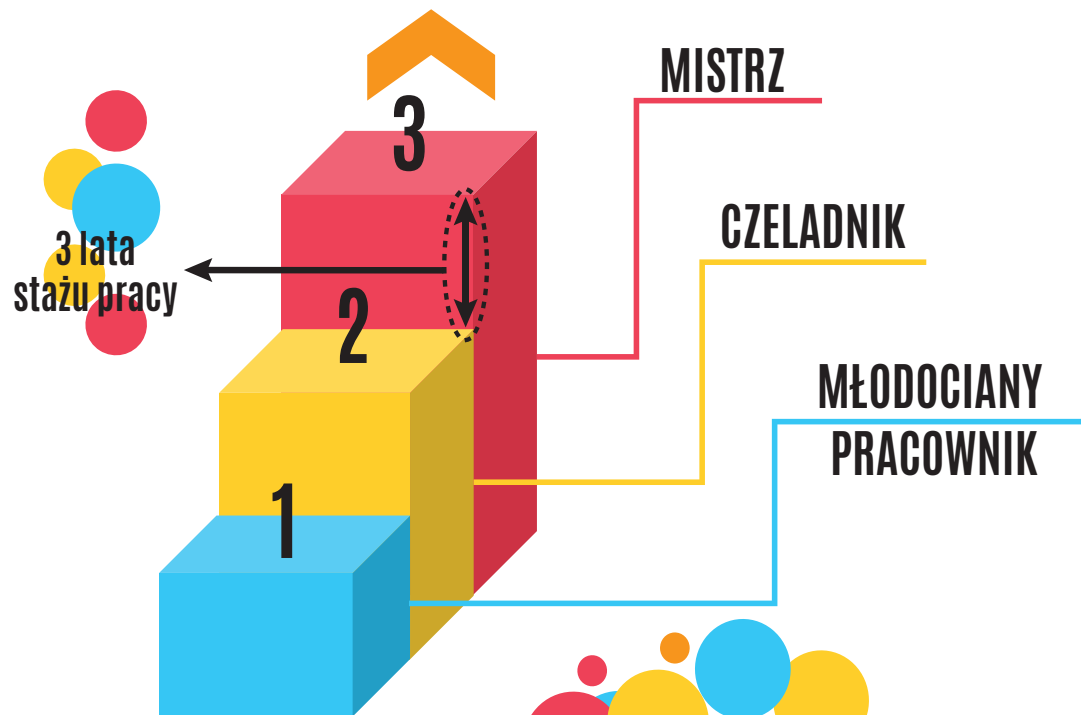 MISTRZ
3
CZELADNIK
3 lata
stażu pracy
2
MŁODOCIANY
PRACOWNIK
1